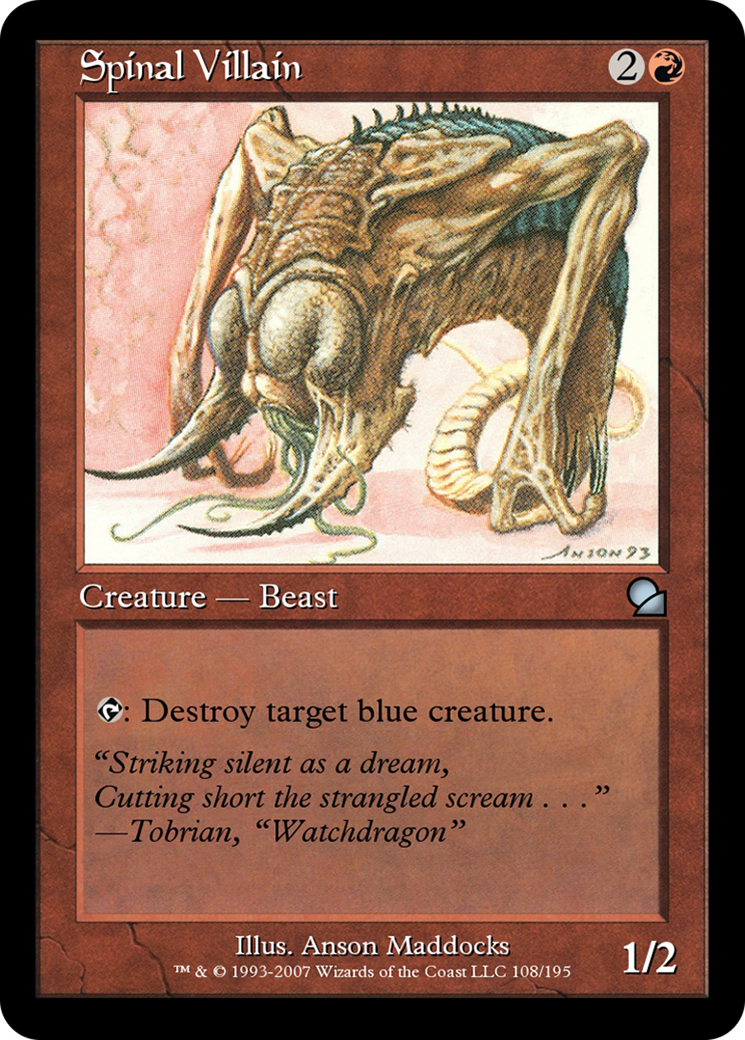 Spinal Villain 2
ANSON 93
Creature — Beast
: Destroy target blue creature.
“Striking silent as a dream,
Cutting short the strangled scream . . .”
—Tobrian, “Watchdragon”
Illus. Anson Maddocks
™ & © 1993-2007 Wizards of the Coast LLC 108/195
1/2